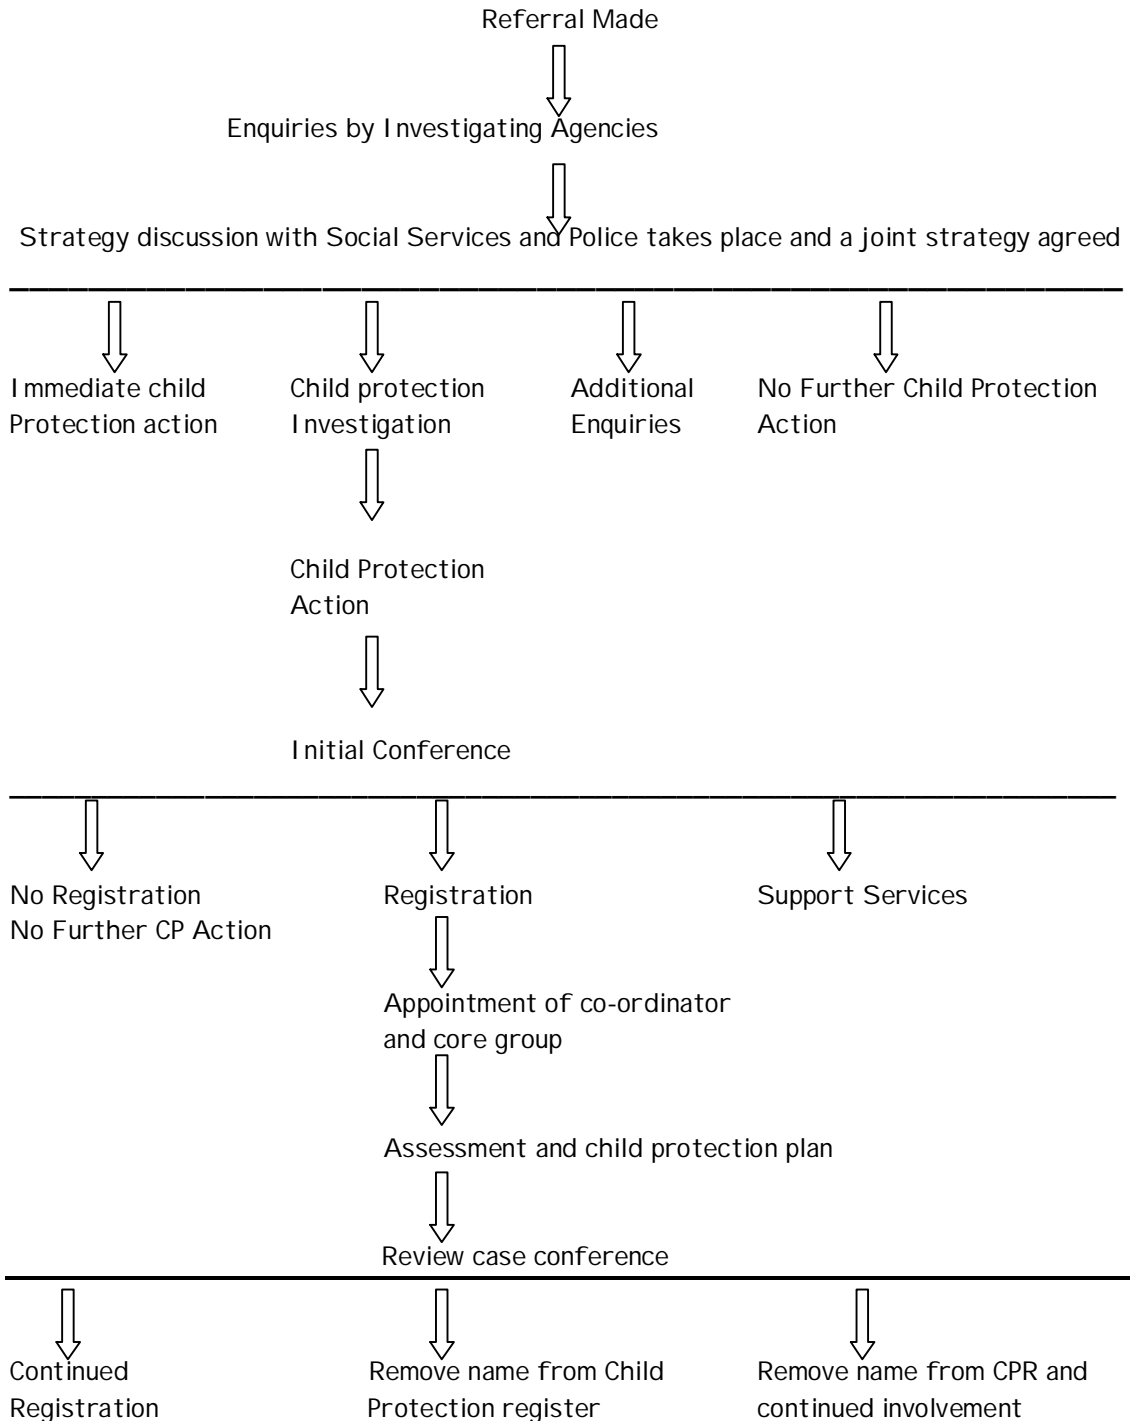 Referral Made
Enquiries by Investigating Agencies
Strategy discussion with Social Services and Police takes place and a joint strategy agreed
Immediate child
Protection action
Child protection
Investigation
Additional
Enquiries
No Further Child Protection
Action
Child Protection
Action
Initial Conference
No Registration
No Further CP Action
Registration
Support Services
Appointment of co-ordinator
and core group
Assessment and child protection plan
Review case conference
Continued
Registration
Remove name from Child
Protection register
Remove name from CPR and
continued involvement